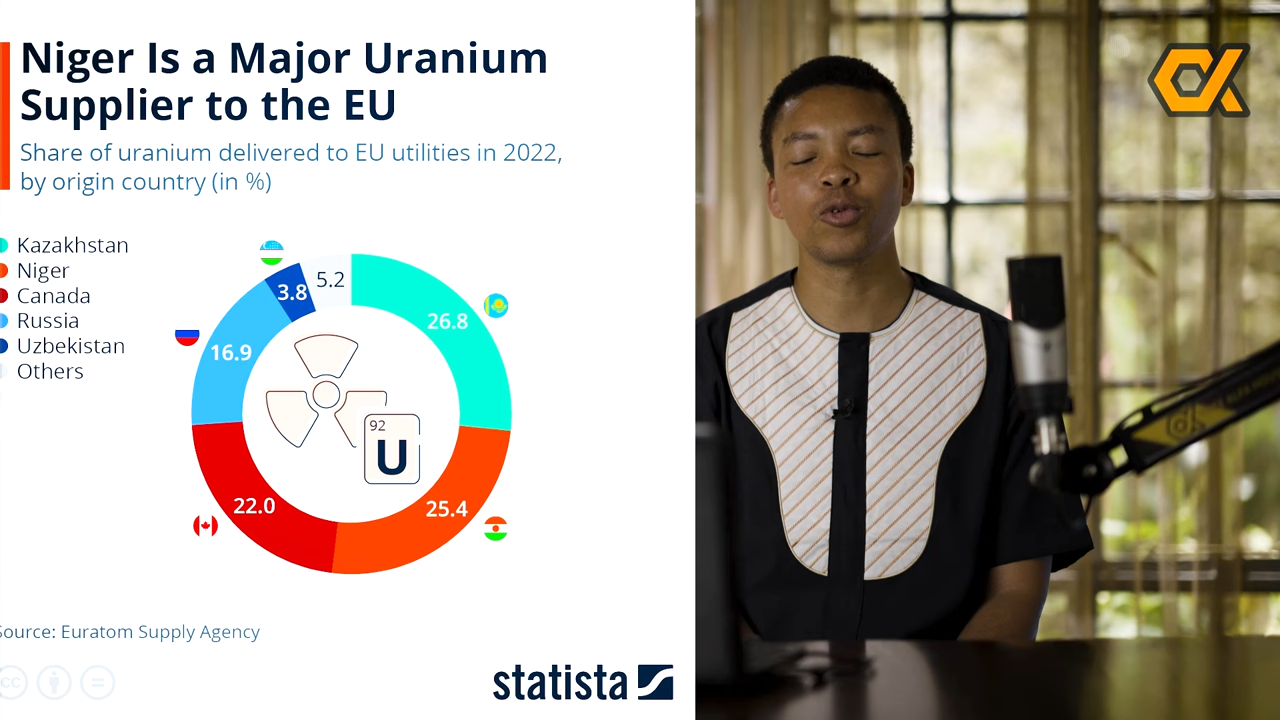 Niger Is a Major Uranium
Supplier to the EU
Share of uranium delivered to EU utilities in 2022,
by origin country (in %)
Kazakhstan
Niger
Canada
Russia
Uzbekistan
Others
5.2
3.8
26.8
16.9
92
U
22.0
25.4
Source: Euratom Supply Agency
statista